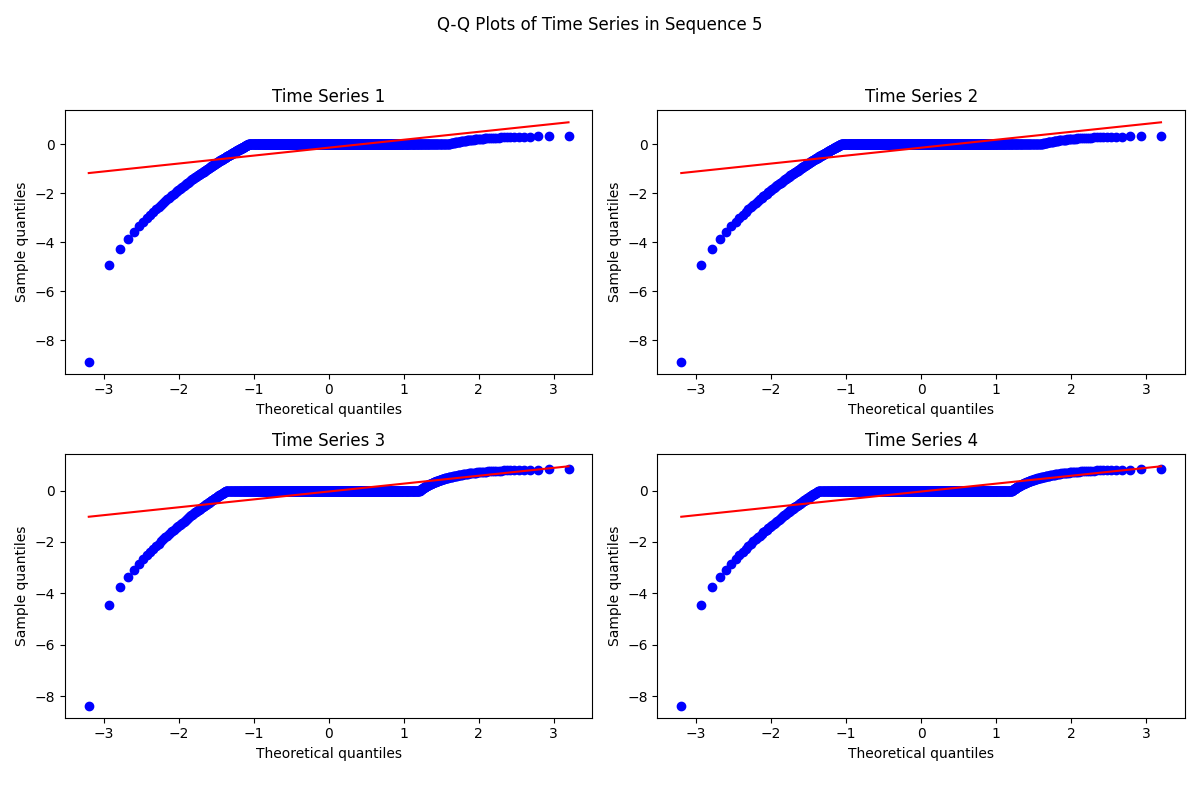 Q-Q Plots of Time Series in Sequence 5
Time Series 1
Sample quantiles
0
−2
−4
−6
−8
−3 −2 −1 0 1 2 3
Theoretical quantiles
Time Series 2
Sample quantiles
0
−2
−4
−6
−8
−3 −2 −1 0 1 2 3
Theoretical quantiles
Time Series 3
Sample quantiles
0
−2
−4
−6
−8
−3 −2 −1 0 1 2 3
Theoretical quantiles
Time Series 4
Sample quantiles
0
−2
−4
−6
−8
−3 −2 −1 0 1 2 3
Theoretical quantiles